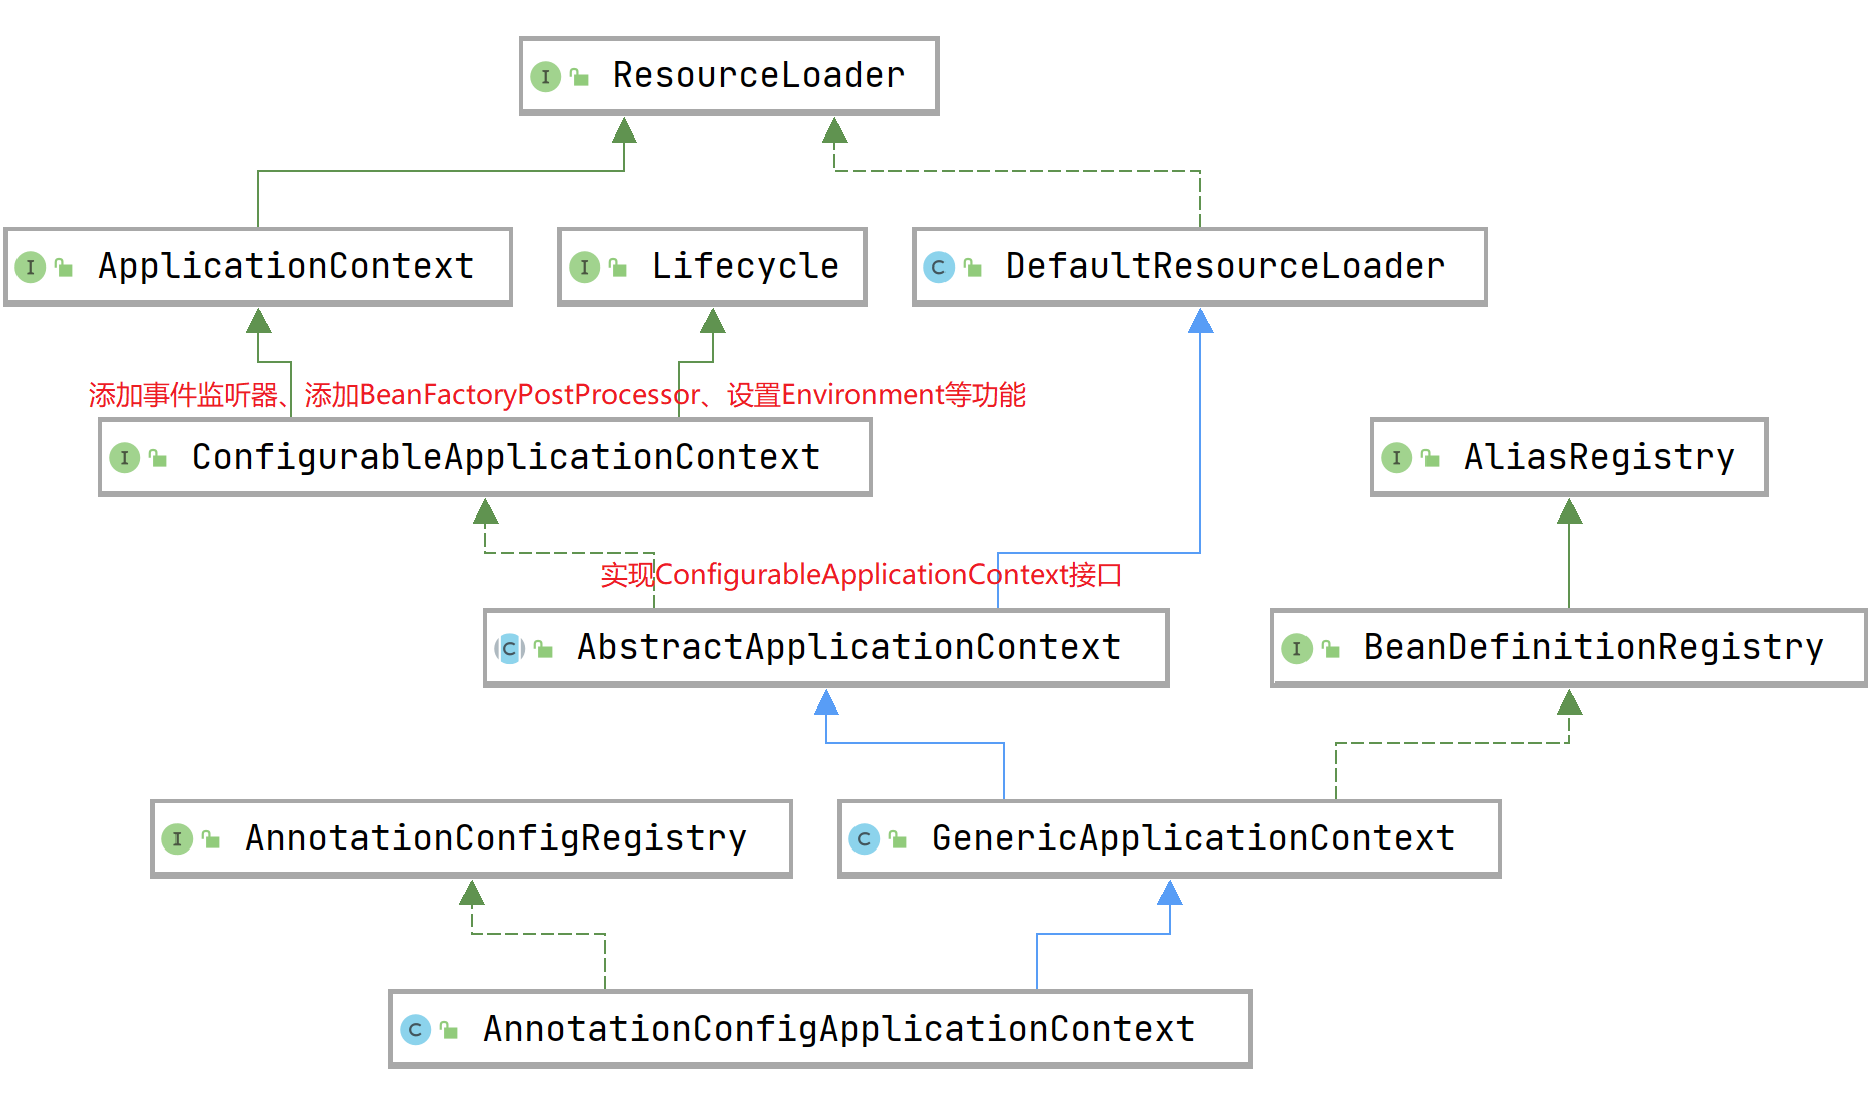 ResourceLoader
ApplicationContext
Lifecycle
DefaultResourceLoader
添加事件监听器、添加BeanFactoryPostProcessor、设置Environment等功能
ConfigurableApplicationContext
AliasRegistry
实现ConfigurableApplicationContext接口
AbstractApplicationContext
BeanDefinitionRegistry
AnnotationConfigRegistry
GenericApplicationContext
AnnotationConfigApplicationContext